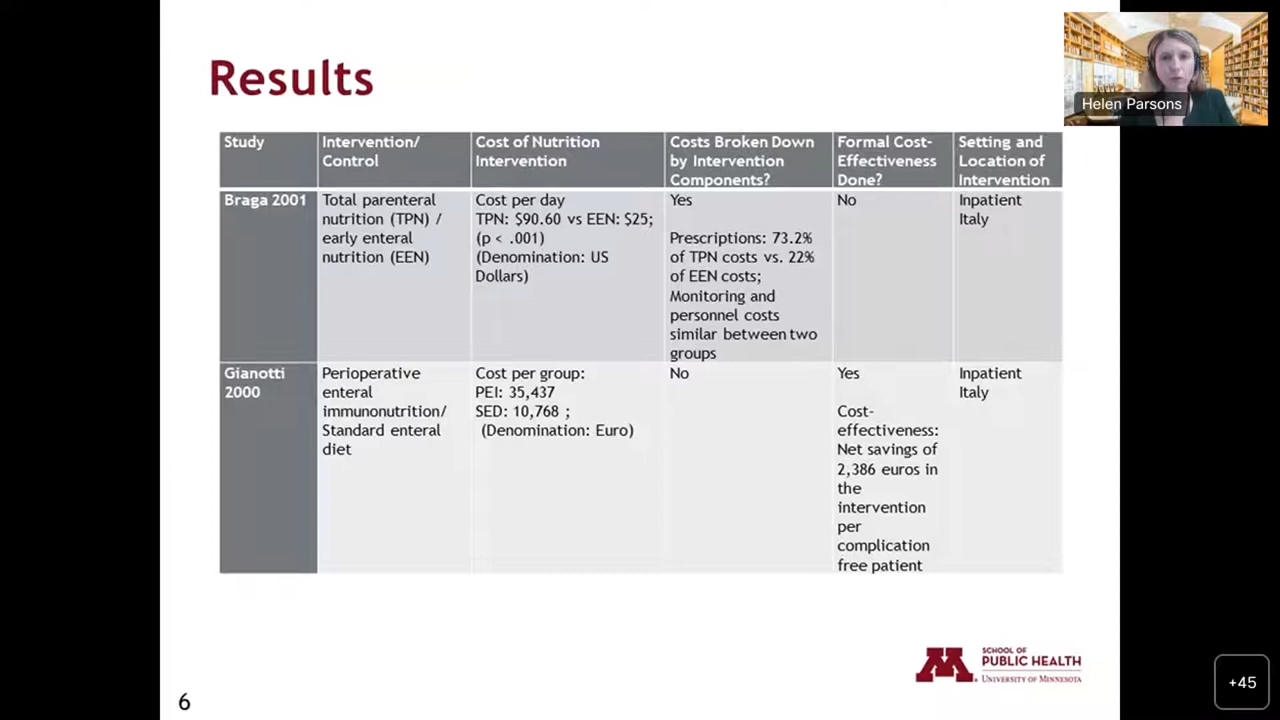 Results
Helen Parsons
Study
Intervention/
Control
Cost of Nutrition
Intervention
Costs Broken Down
by Intervention
Components?
Formal Cost-
Effectiveness
Done?
Setting and
Location of
Intervention
Braga 2001
Total parenteral
nutrition (TPN) /
early enteral
nutrition (EEN)
Cost per day
TPN: $90.60 vs EEN: $25;
(p < .001)
(Denomination: US
Dollars)
Yes
Prescriptions: 73.2%
of TPN costs vs. 22%
of EEN costs;
Monitoring and
personnel costs
similar between two
groups
No
Inpatient
Italy
Gianotti
2000
Perioperative
enteral
immunonutrition/
Standard enteral
diet
Cost per group:
PEI: 35,437
SED: 10,768 ;
(Denomination: Euro)
No
Yes
Cost-
effectiveness:
Net savings of
2,386 euros in
the
intervention
per
complication
free patient
Inpatient
Italy
M
SCHOOL OF
PUBLIC HEALTH
UNIVERSITY OF MINNESOTA
6
+45